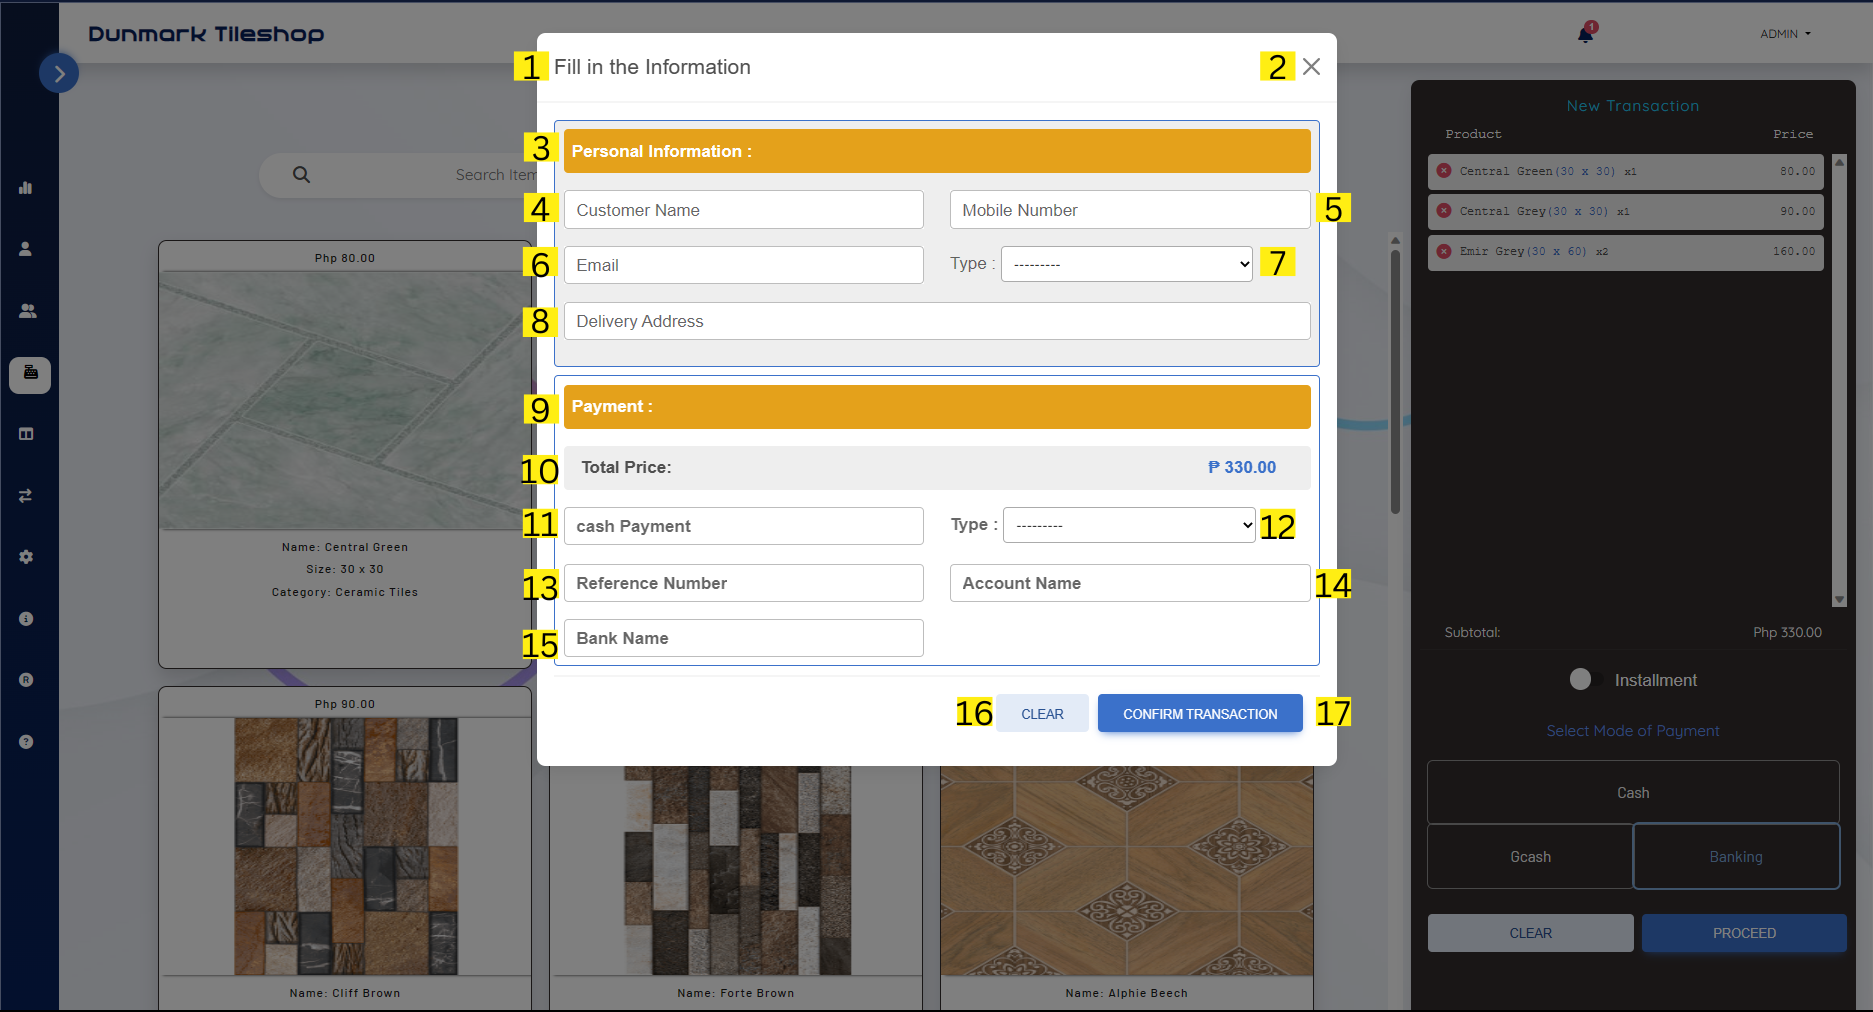 Dunmark Tileshop
1
ADMIN
Search Item
Php 80.00
Name: Central Green
Size: 30 x 30
Category: Ceramic Tiles
Php 90.00
Name: Cliff Brown
Name: Forte Brown
Name: Alphie Beech
1 Fill in the Information 2
3 Personal Information :
4 Customer Name Mobile Number 5
6 Email Type : --------- 7
8 Delivery Address
9 Payment :
10 Total Price: ₱ 330.00
11 cash Payment Type : --------- 12
13 Reference Number Account Name 14
15 Bank Name
16 CLEAR CONFIRM TRANSACTION 17
New Transaction
Product Price
Central Green(30 x 30) x1 80.00
Central Grey(30 x 30) x1 90.00
Emir Grey(30 x 60) x2 160.00
Subtotal: Php 330.00
Installment
Select Mode of Payment
Cash
Gcash Banking
CLEAR PROCEED
R